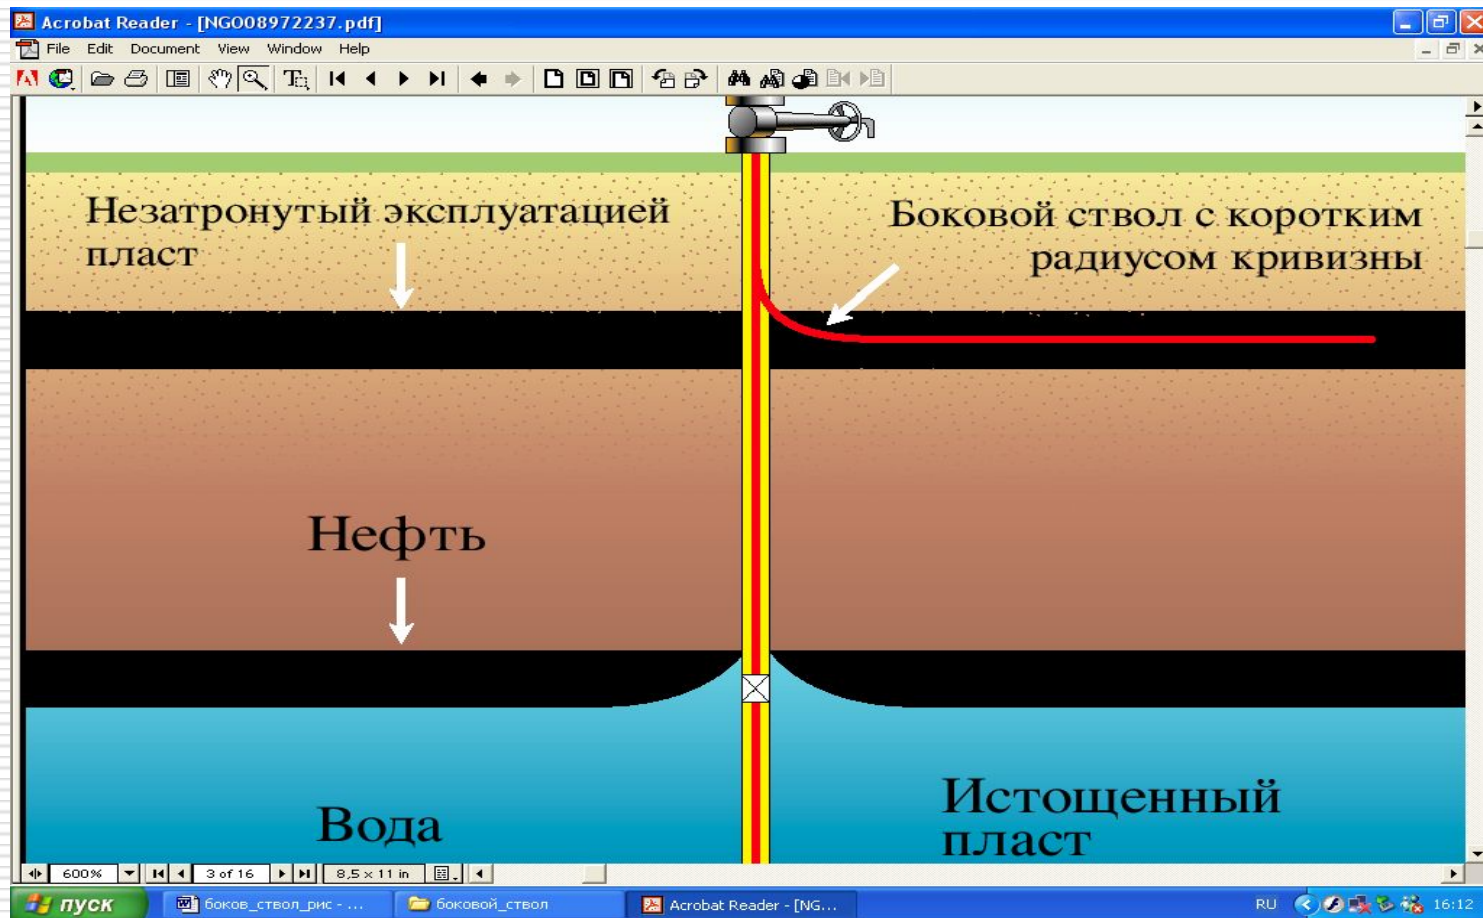 Acrobat Reader - [NGO08972237.pdf]
File Edit Document View Window Help
Незатронутый эксплуатацией
пласт
Боковой ствол с коротким
радиусом кривизны
Нефть
Вода
Истощенный
пласт
600% 3 of 16 8,5 × 11 in
пуск боков_ствол_рис - ... боковой_ствол Acrobat Reader - [NG... RU 16:12